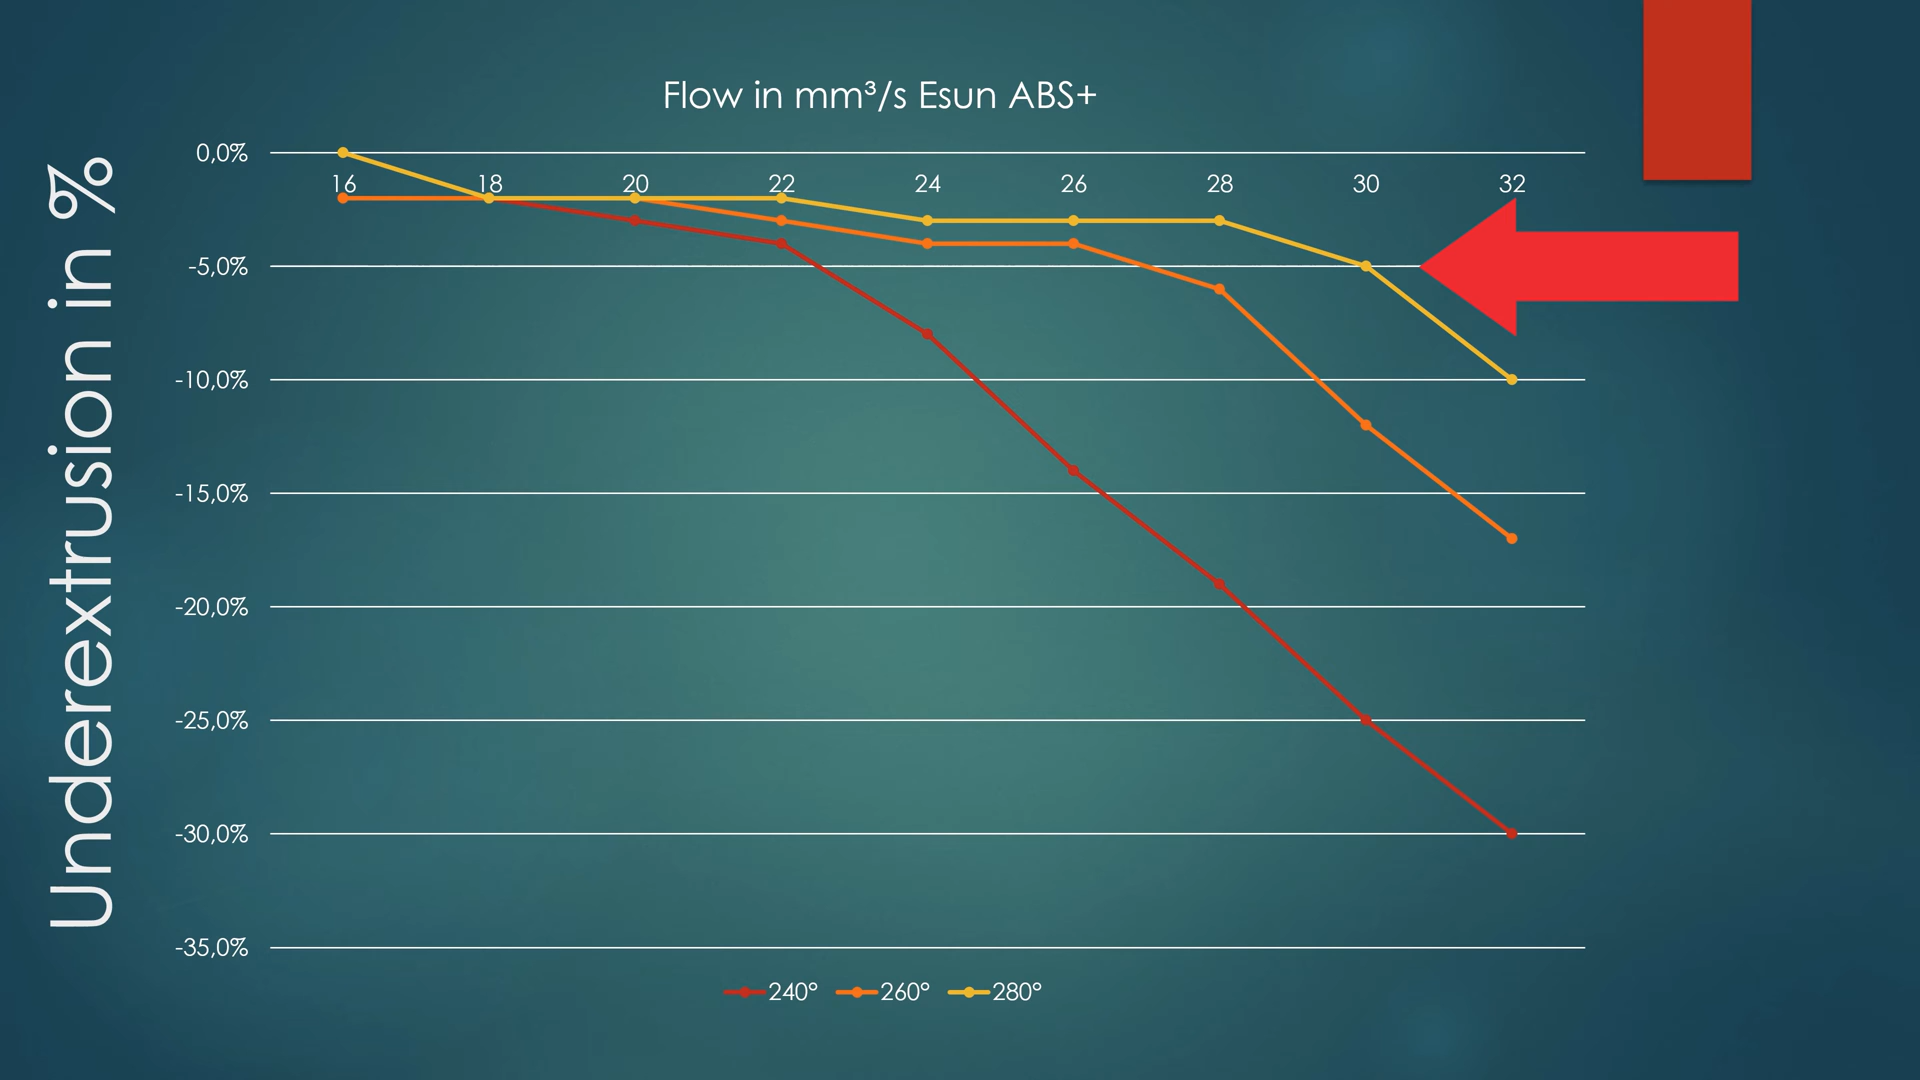 Flow in mm³/s Esun ABS+
Underextrusion in %
0,0%
16 18 20 22 24 26 28 30 32
-5,0%
-10,0%
-15,0%
-20,0%
-25,0%
-30,0%
-35,0%
240° 260° 280°